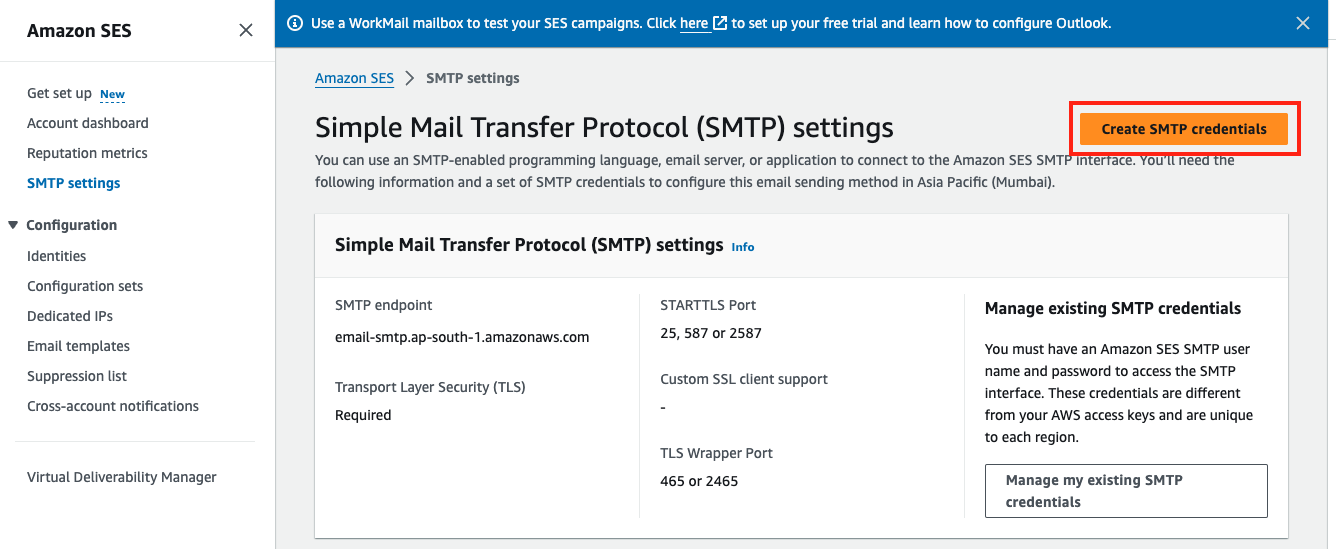 Amazon SES
Use a WorkMail mailbox to test your SES campaigns. Click here to set up your free trial and learn how to configure Outlook.
Get set up New
Account dashboard
Reputation metrics
SMTP settings
Configuration
Identities
Configuration sets
Dedicated IPs
Email templates
Suppression list
Cross-account notifications
Virtual Deliverability Manager
Amazon SES > SMTP settings
Simple Mail Transfer Protocol (SMTP) settings
Create SMTP credentials
You can use an SMTP-enabled programming language, email server, or application to connect to the Amazon SES SMTP interface. You'll need the
following information and a set of SMTP credentials to configure this email sending method in Asia Pacific (Mumbai).
Simple Mail Transfer Protocol (SMTP) settings Info
SMTP endpoint
email-smtp.ap-south-1.amazonaws.com
Transport Layer Security (TLS)
Required
STARTTLS Port
25, 587 or 2587
Custom SSL client support
-
TLS Wrapper Port
465 or 2465
Manage existing SMTP credentials
You must have an Amazon SES SMTP user
name and password to access the SMTP
interface. These credentials are different
from your AWS access keys and are unique
to each region.
Manage my existing SMTP
credentials